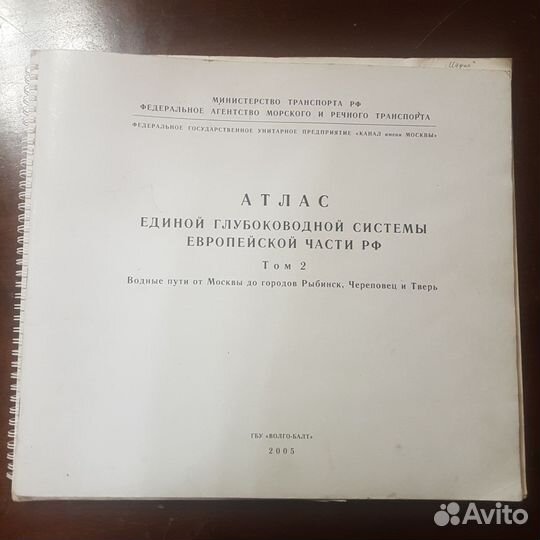 МИНИСТЕРСТВО ТРАНСПОРТА РФ
ФЕДЕРАЛЬНОЕ АГЕНТСТВО МОРСКОГО И РЕЧНОГО ТРАНСПОРТА
ФЕДЕРАЛЬНОЕ ГОСУДАРСТВЕННОЕ УНИТАРНОЕ ПРЕДПРИЯТИЕ «КАНАЛ имени МОСКВЫ»
АТЛАС
ЕДИНОЙ ГЛУБОКОВОДНОЙ СИСТЕМЫ
ЕВРОПЕЙСКОЙ ЧАСТИ РФ
Том 2
Водные пути от Москвы до городов Рыбинск, Череповец и Тверь
ГБУ «ВОЛГО-БАЛТ»
2005
Avito